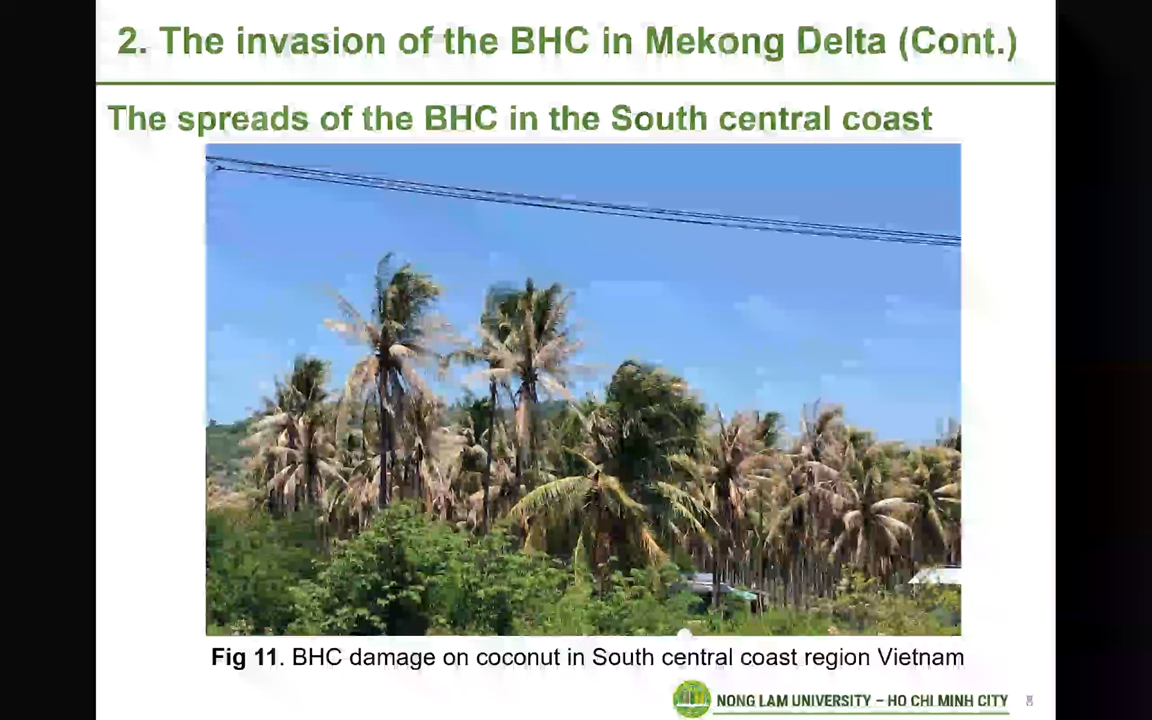 2. The invasion of the BHC in Mekong Delta (Cont.)
The spreads of the BHC in the South central coast
Fig 11. BHC damage on coconut in South central coast region Vietnam
NONG LAM UNIVERSITY – HO CHI MINH CITY